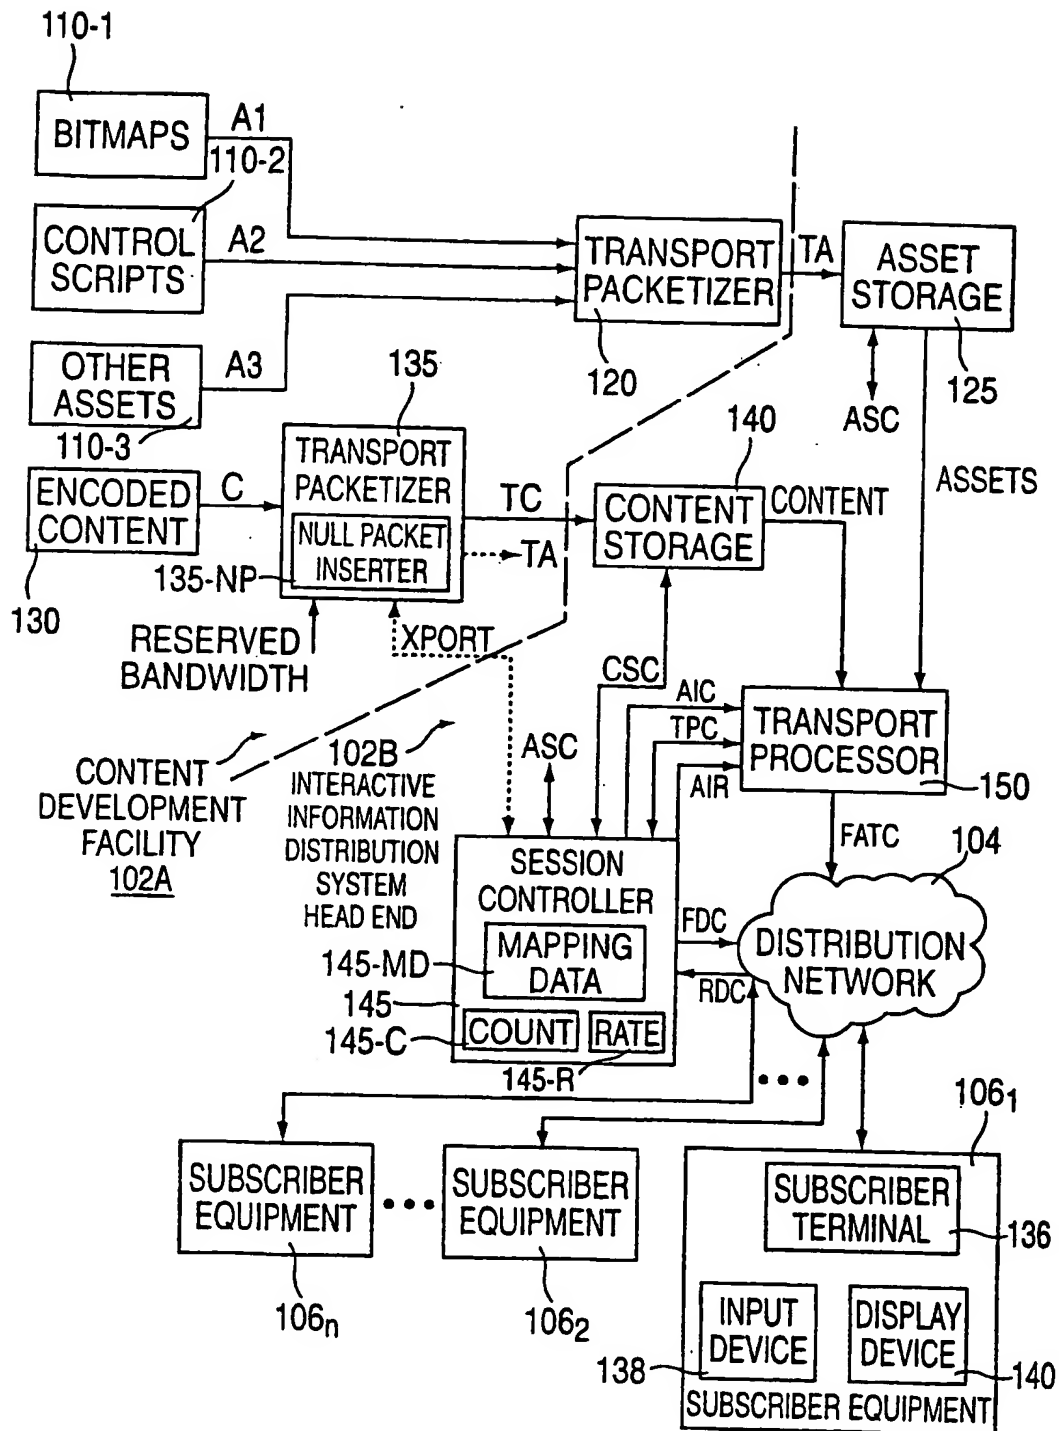 110-1
BITMAPS
A1
110-2
CONTROL
SCRIPTS
A2
OTHER
ASSETS
A3
110-3
TRANSPORT
PACKETIZER
120
TA
ASSET
STORAGE
125
ASC
ASSETS
ENCODED
CONTENT
130
C
135
TRANSPORT
PACKETIZER
NULL PACKET
INSERTER
135-NP
TC
TA
RESERVED
BANDWIDTH
XPORT
140
CONTENT
STORAGE
CONTENT
CSC
AIC
TPC
AIR
TRANSPORT
PROCESSOR
150
FATC
CONTENT
DEVELOPMENT
FACILITY
102A
102B
INTERACTIVE
INFORMATION
DISTRIBUTION
SYSTEM
HEAD END
ASC
SESSION
CONTROLLER
MAPPING
DATA
145-MD
145
145-C
COUNT
RATE
145-R
FDC
RDC
104
DISTRIBUTION
NETWORK
SUBSCRIBER
EQUIPMENT
106n
SUBSCRIBER
EQUIPMENT
1062
1061
SUBSCRIBER
TERMINAL
136
INPUT
DEVICE
138
DISPLAY
DEVICE
140
SUBSCRIBER EQUIPMENT